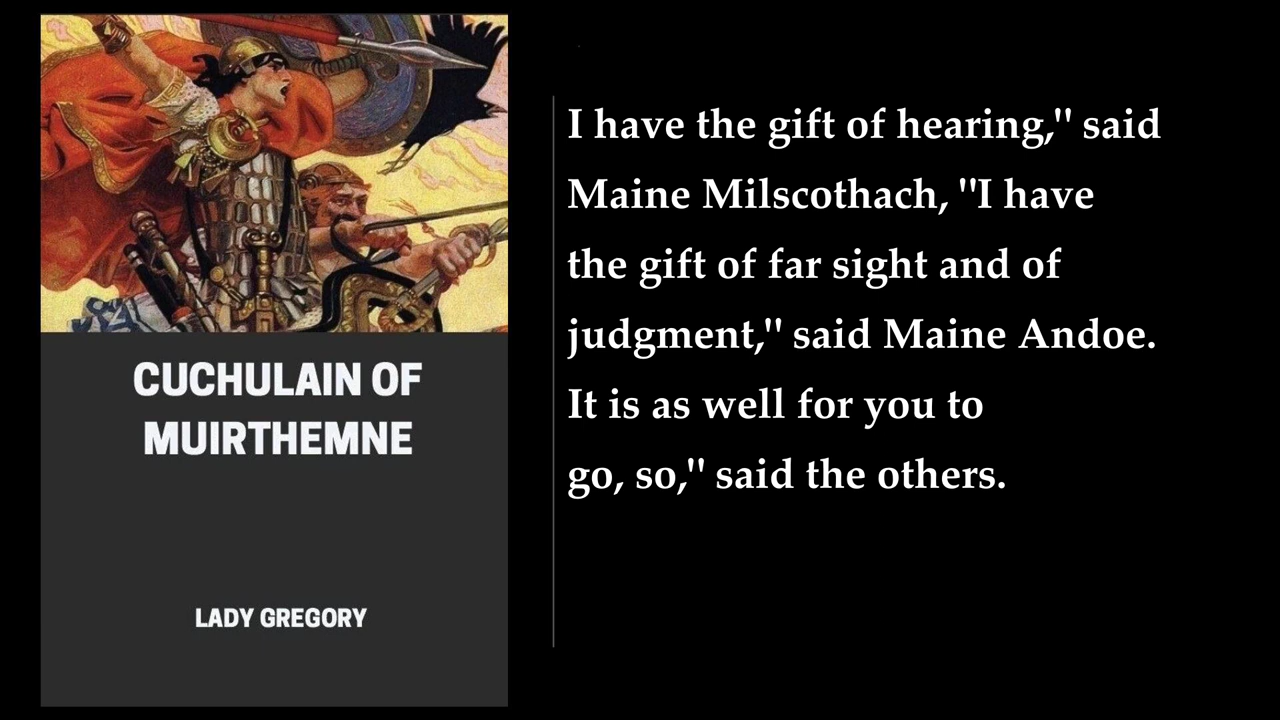 CUCHULAIN OF
MUIRTHEMNE
LADY GREGORY
I have the gift of hearing," said
Maine Milscothach, "I have
the gift of far sight and of
judgment," said Maine Andoe.
It is as well for you to
go, so," said the others.